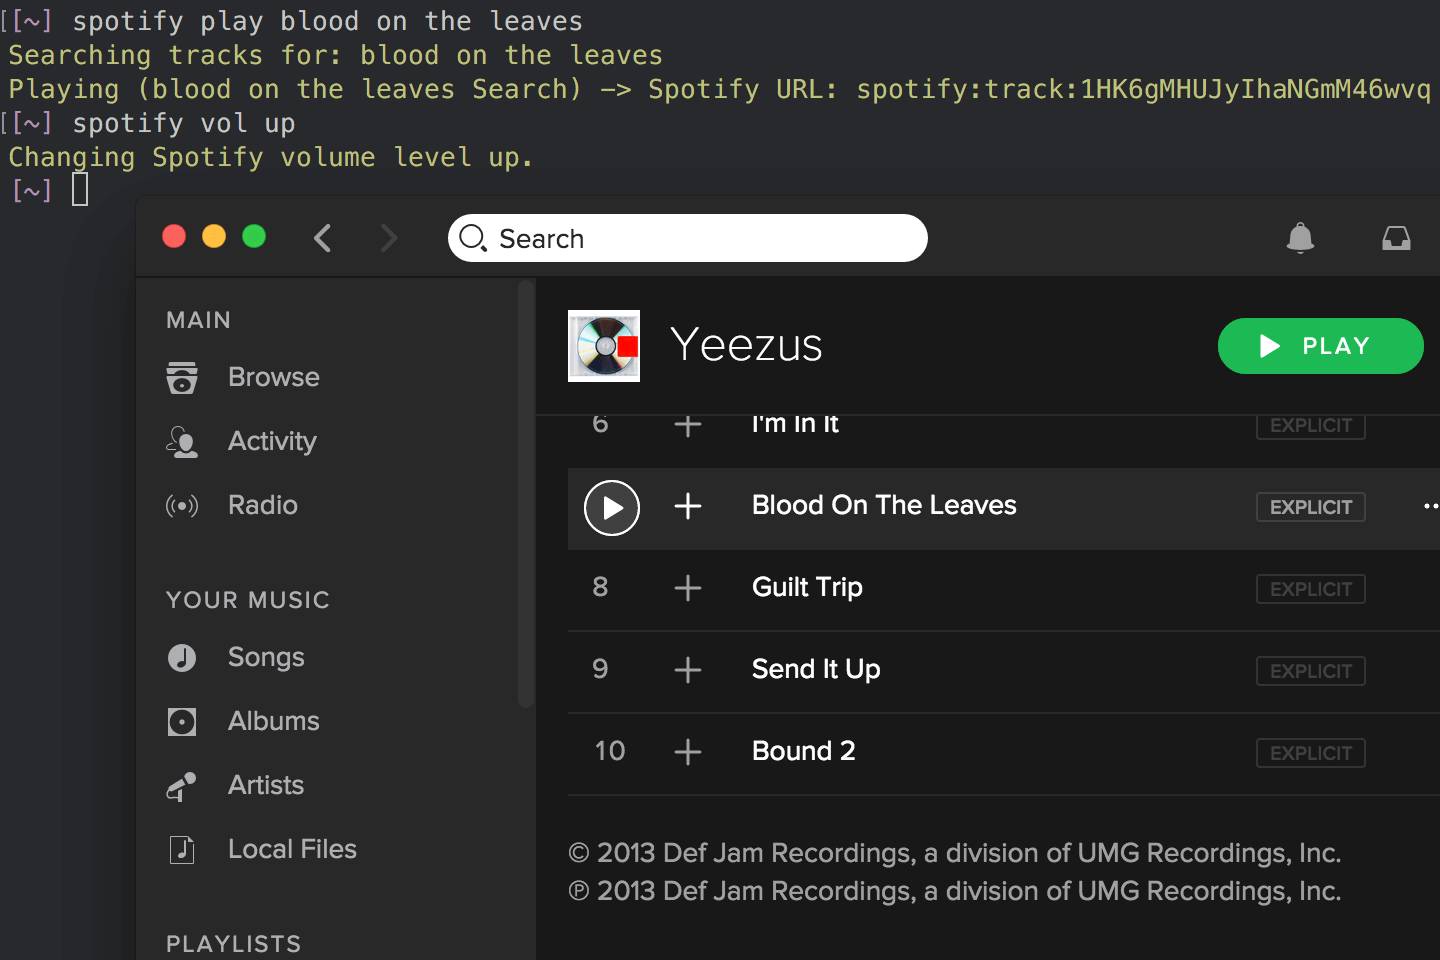 [[~] spotify play blood on the leaves
Searching tracks for: blood on the leaves
Playing (blood on the leaves Search) -> Spotify URL: spotify:track:1HK6gMHUJyIhaNGmM46wvq
[[~] spotify vol up
Changing Spotify volume level up.
[~]
Search
MAIN
Browse
Activity
Radio
YOUR MUSIC
Songs
Albums
Artists
Local Files
PLAYLISTS
Yeezus
PLAY
6 + I'm In It EXPLICIT
+ Blood On The Leaves EXPLICIT ..
8 + Guilt Trip EXPLICIT
9 + Send It Up EXPLICIT
10 + Bound 2 EXPLICIT
© 2013 Def Jam Recordings, a division of UMG Recordings, Inc.
℗ 2013 Def Jam Recordings, a division of UMG Recordings, Inc.